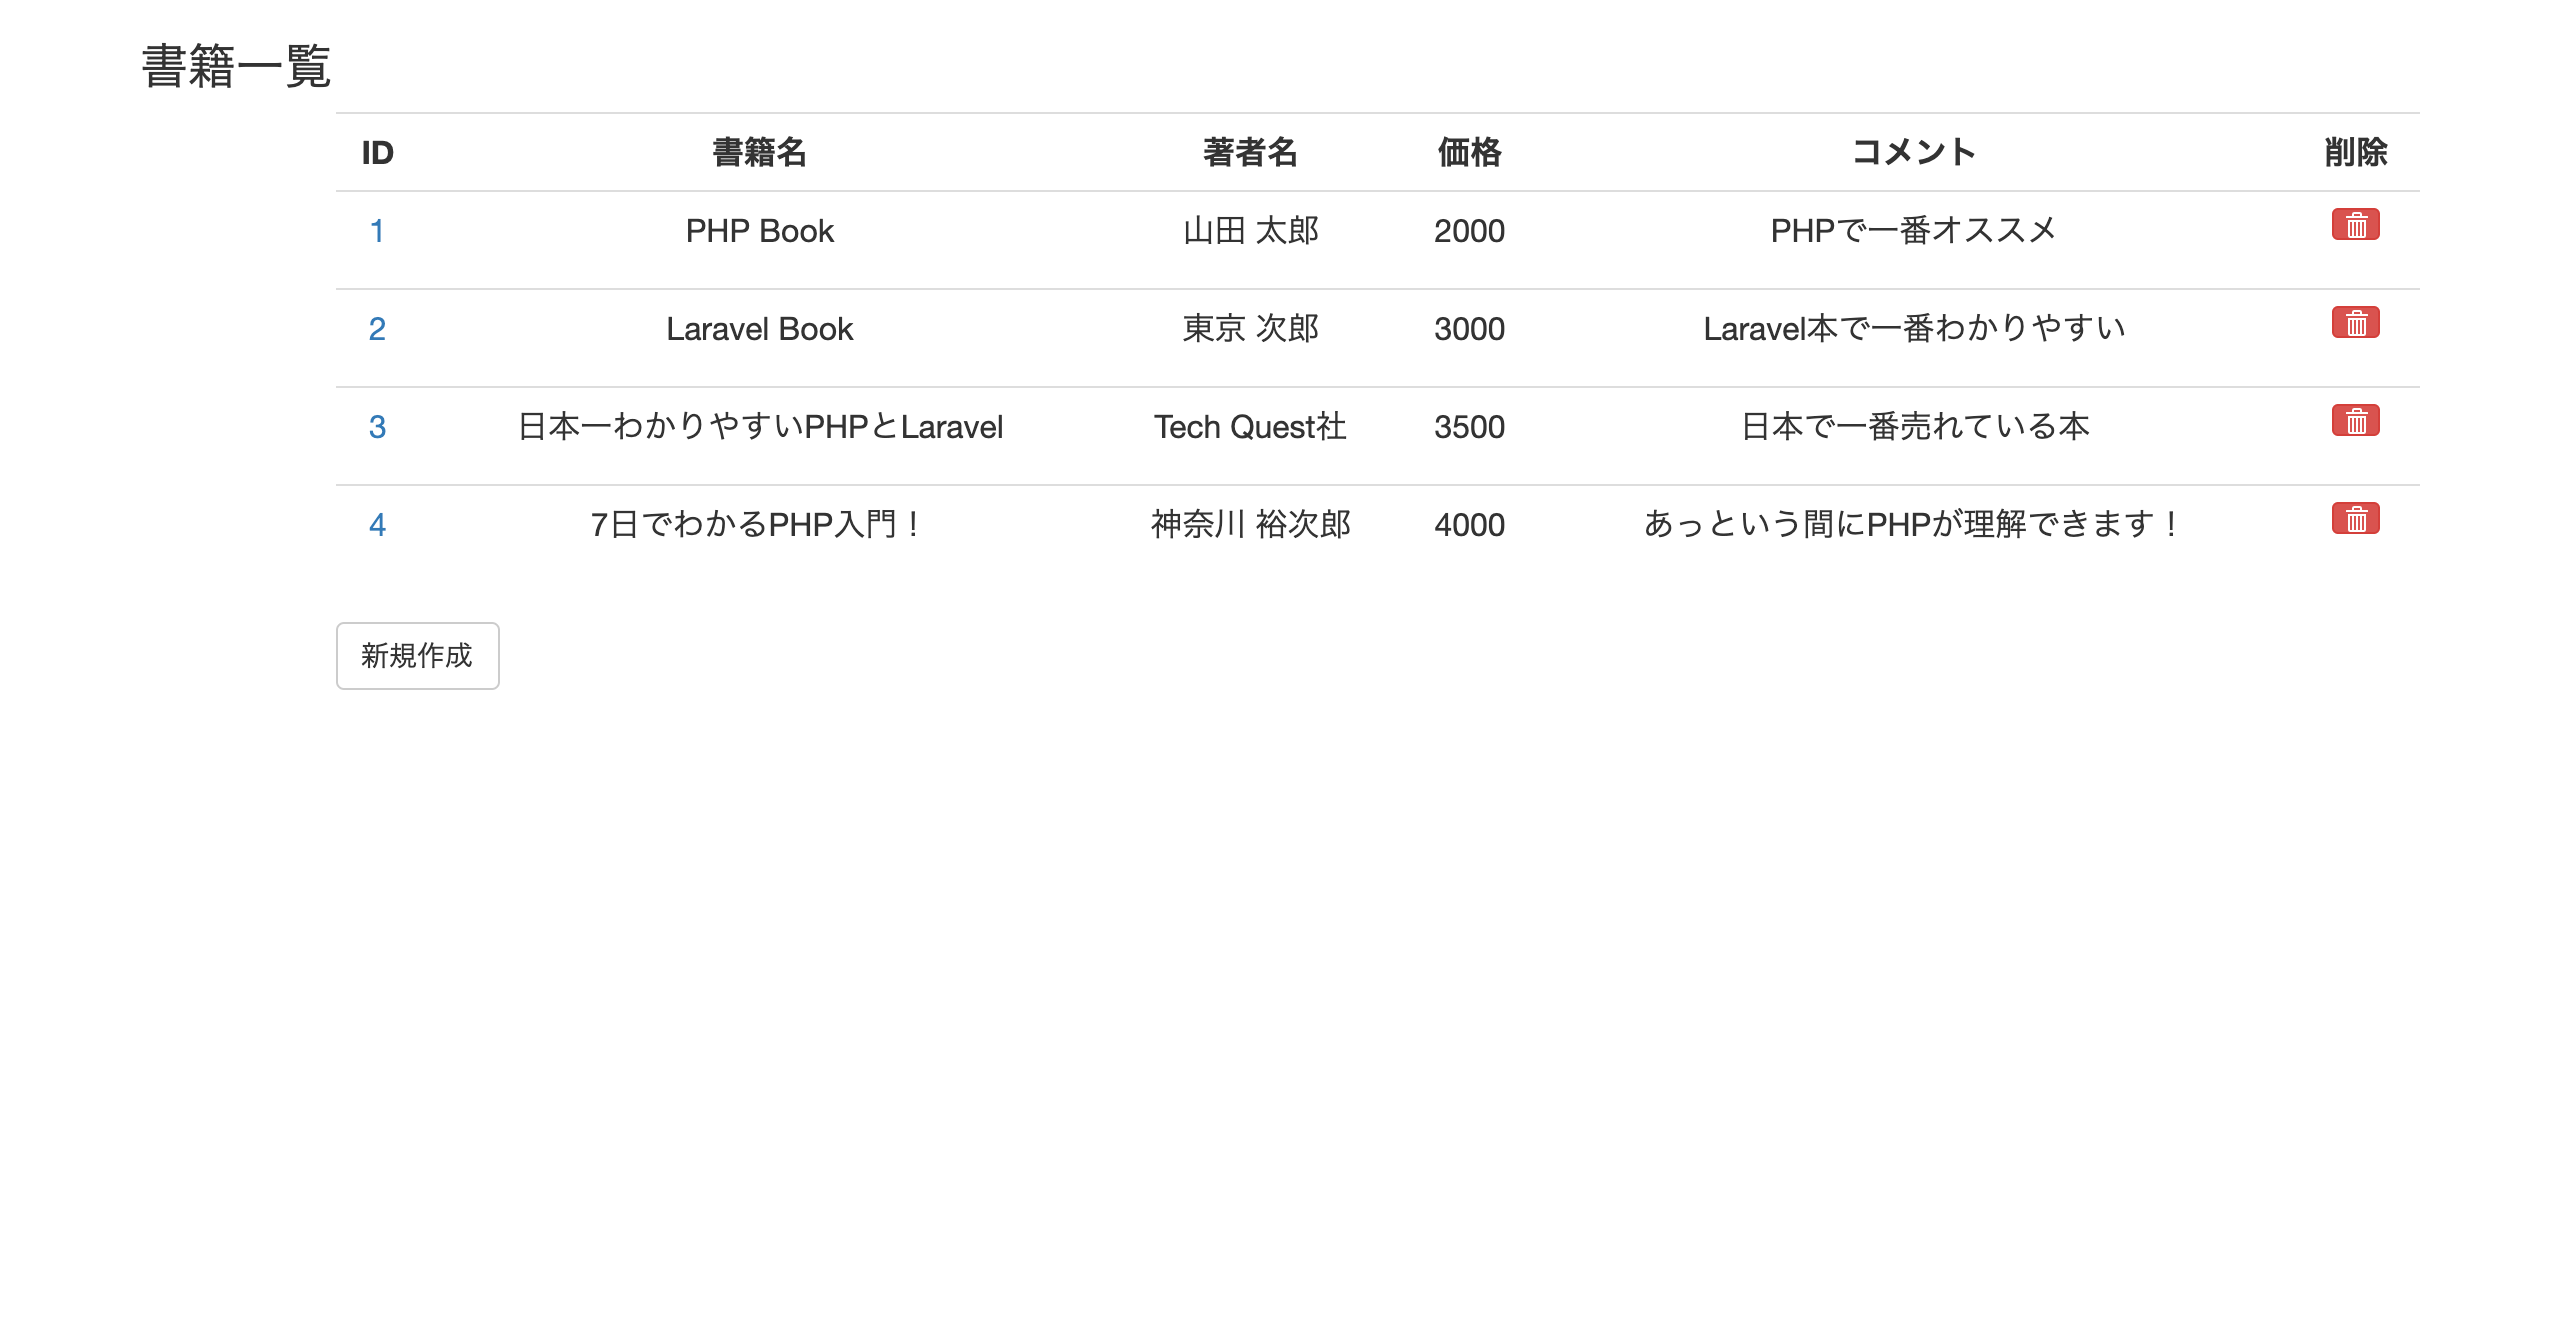 書籍一覧
ID 書籍名 著者名 価格 コメント 削除
1 PHP Book 山田 太郎 2000 PHPで一番オススメ
2 Laravel Book 東京 次郎 3000 Laravel本で一番わかりやすい
3 日本一わかりやすいPHPとLaravel Tech Quest社 3500 日本で一番売れている本
4 7日でわかるPHP入門！ 神奈川 裕次郎 4000 あっという間にPHPが理解できます！
新規作成